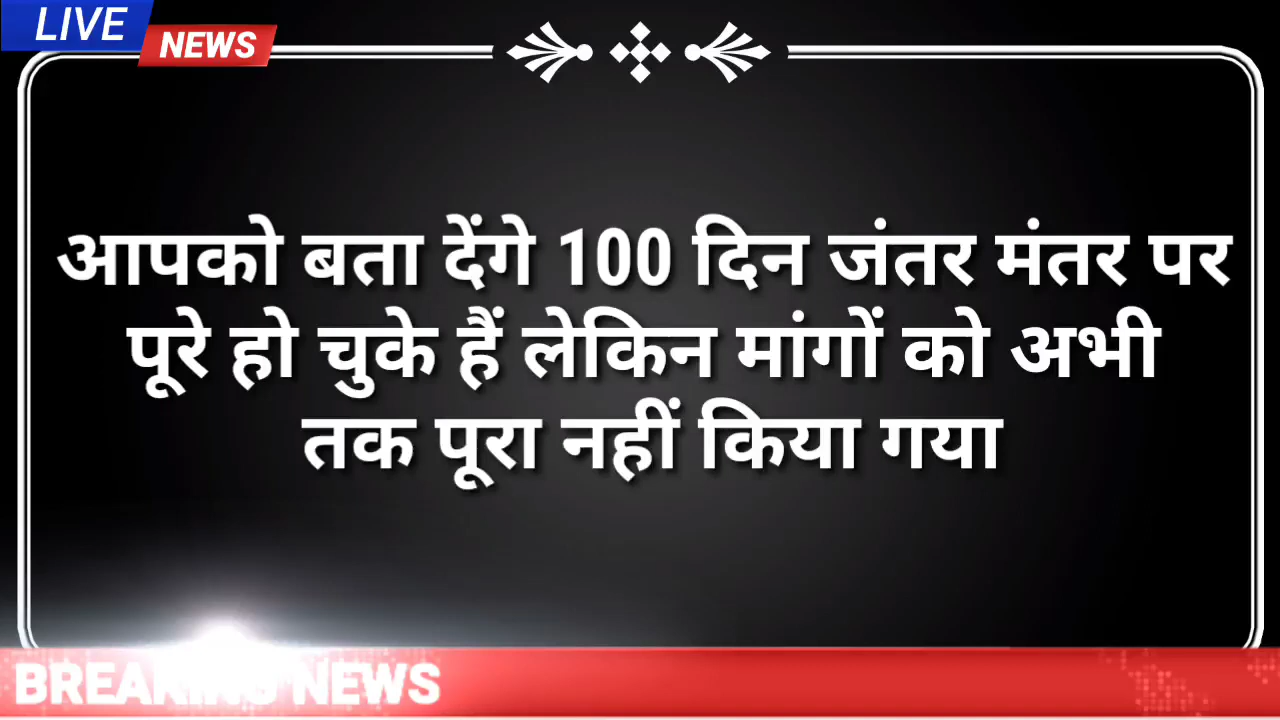 LIVE
NEWS
आपको बता देंगे 100 दिन जंतर मंतर पर
पूरे हो चुके हैं लेकिन मांगों को अभी
तक पूरा नहीं किया गया
BREAKING NEWS